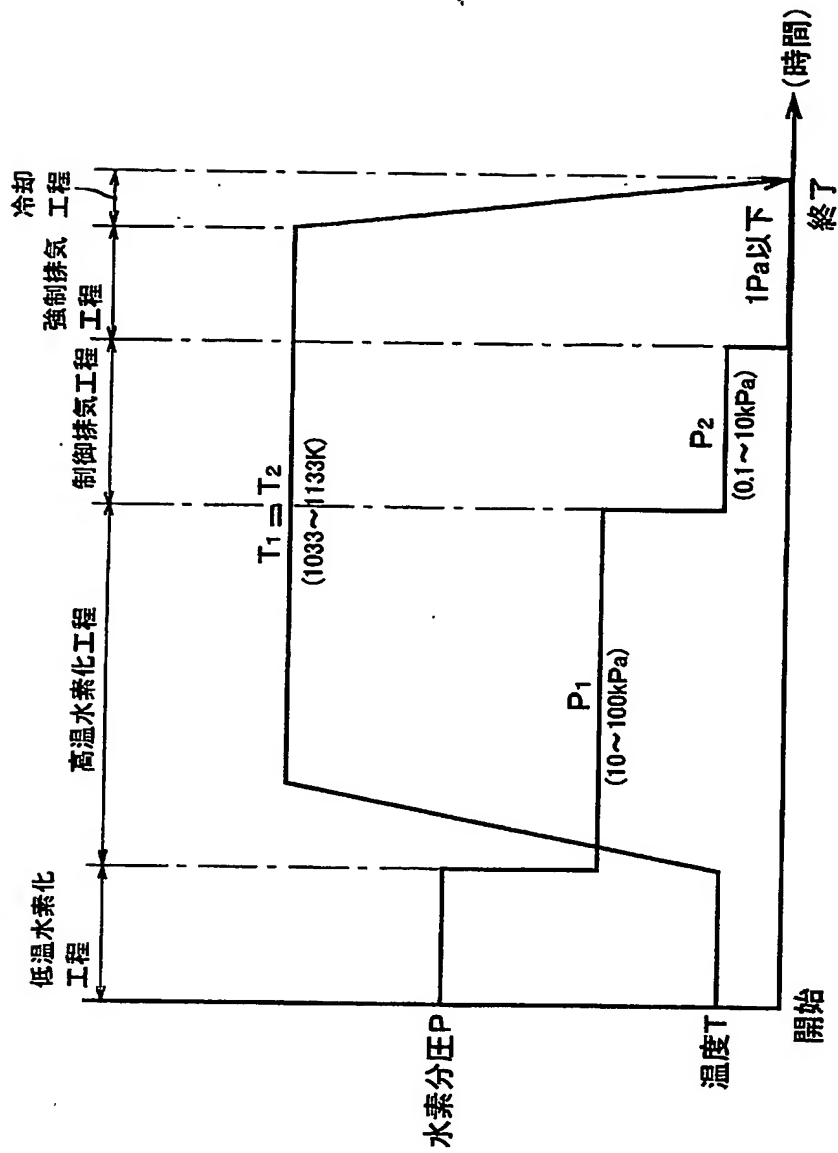 低温水素化
工程
高温水素化工程
制御排気工程
強制排気
工程
冷却
工程
水素分圧P
温度T
T1 = T2
(1033～1133K)
P1
(10～100kPa)
P2
(0.1～10kPa)
1Pa以下
開始
終了
(時間)